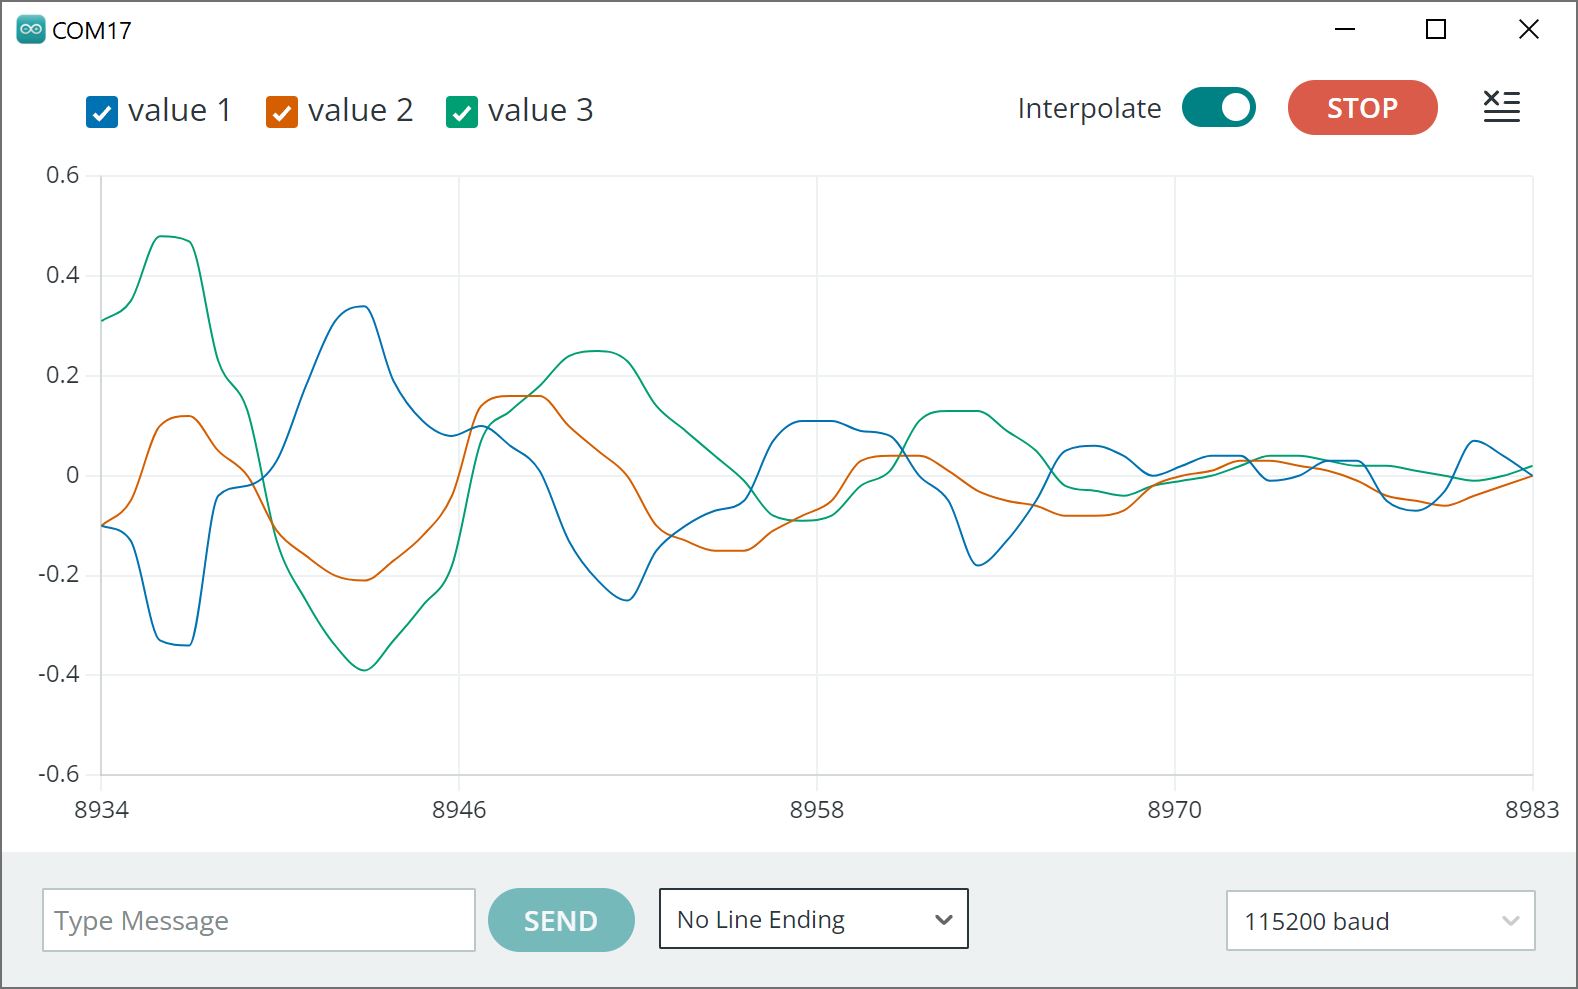 COM17
value 1 value 2 value 3 Interpolate STOP
0.6
0.4
0.2
0
-0.2
-0.4
-0.6
8934 8946 8958 8970 8983
Type Message SEND No Line Ending 115200 baud